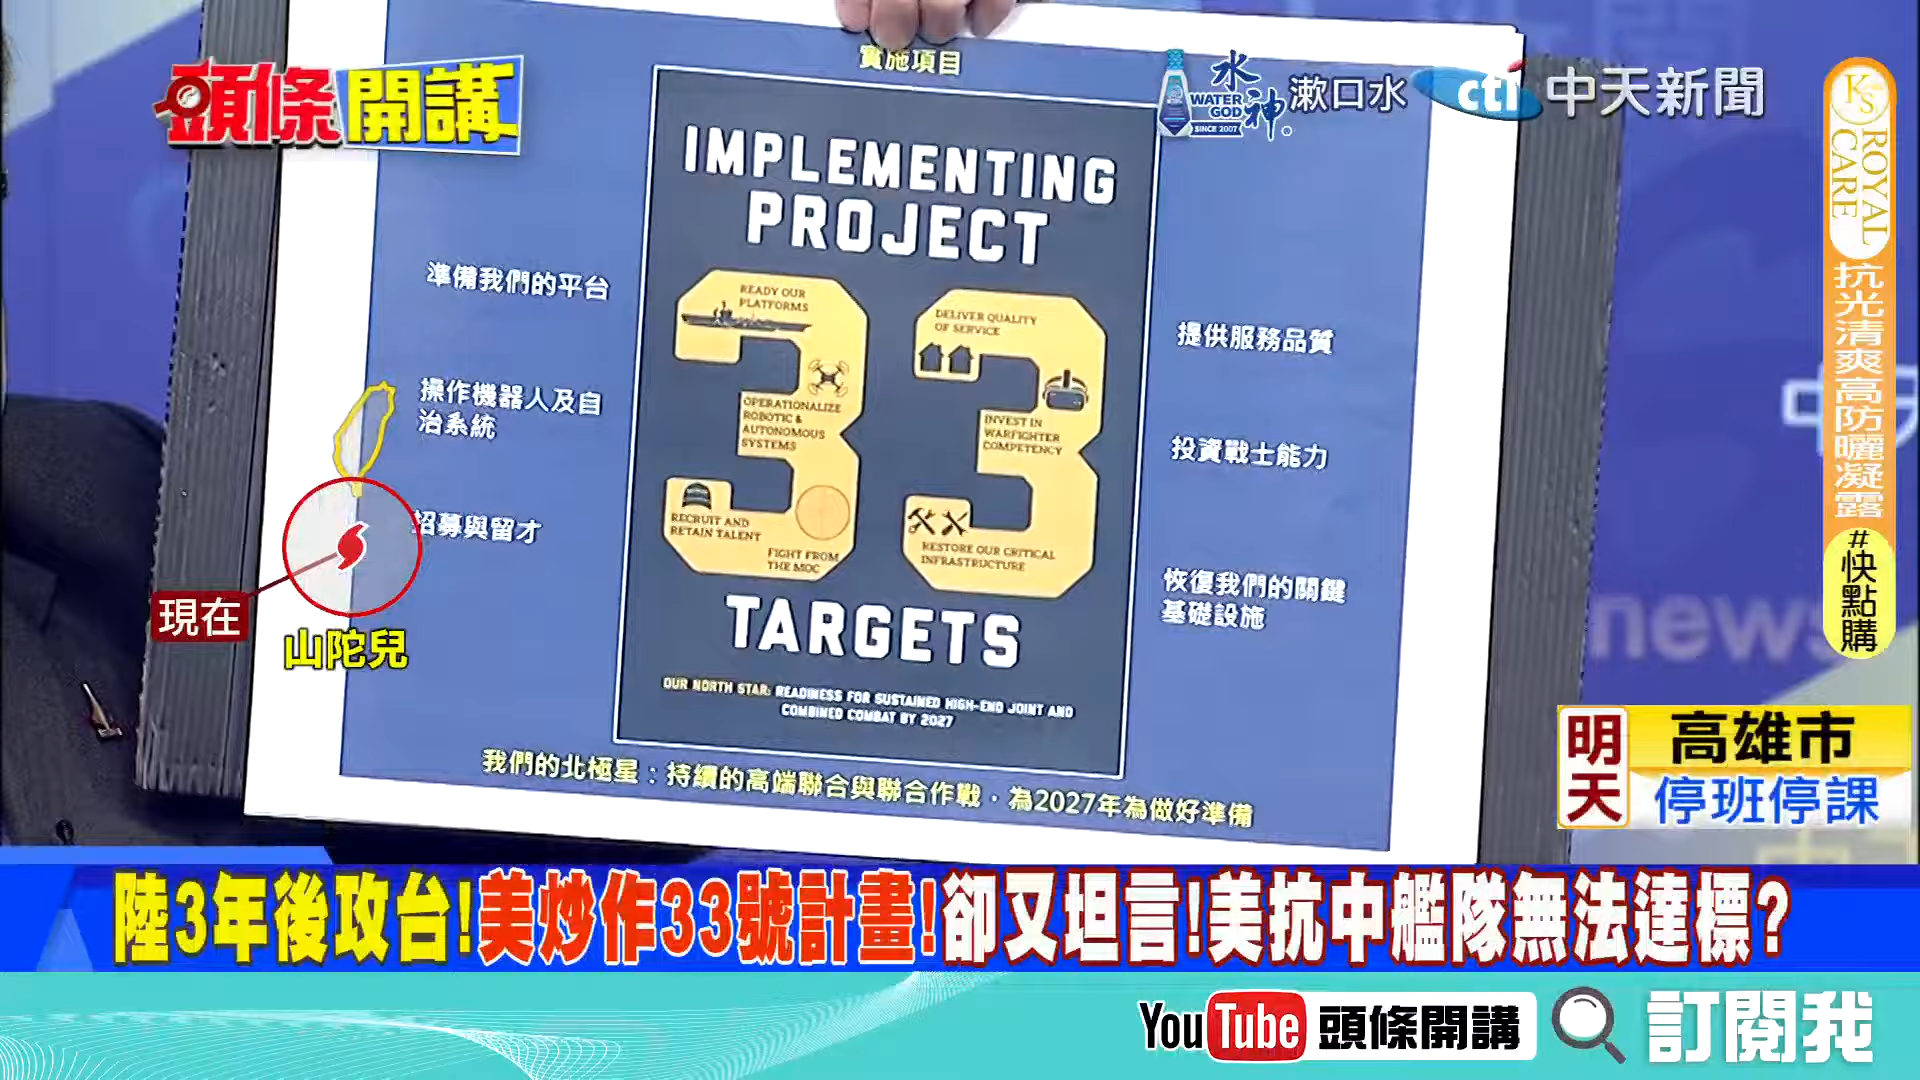 實施項目
頭條開講
水神
WATER GOD
SINCE 2007
漱口水
cti
中天新聞
KS
ROYAL CARE
抗光清爽高防曬凝露
#快點購
IMPLEMENTING
PROJECT
READY OUR
PLATFORMS
OPERATIONALIZE
ROBOTIC &
AUTONOMOUS
SYSTEMS
RECRUIT AND
RETAIN TALENT
FIGHT FROM
THE MOC
DELIVER QUALITY
OF SERVICE
INVEST IN
WARFIGHTER
COMPETENCY
RESTORE OUR CRITICAL
INFRASTRUCTURE
33
TARGETS
OUR NORTH STAR: READINESS FOR SUSTAINED HIGH-END JOINT AND
COMBINED COMBAT BY 2027
準備我們的平台
操作機器人及自
治系統
招募與留才
提供服務品質
投資戰士能力
恢復我們的關鍵
基礎設施
我們的北極星：持續的高端聯合與聯合作戰，為2027年為做好準備
現在
山陀兒
news
明天
高雄市
停班停課
陸3年後攻台!美炒作33號計畫!卻又坦言!美抗中艦隊無法達標?
YouTube 頭條開講
訂閱我